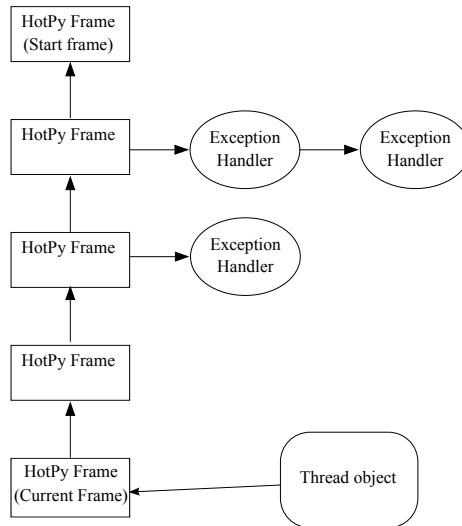 HotPy Frame
(Start frame)
HotPy Frame
Exception
Handler
Exception
Handler
HotPy Frame
Exception
Handler
HotPy Frame
HotPy Frame
(Current Frame)
Thread object